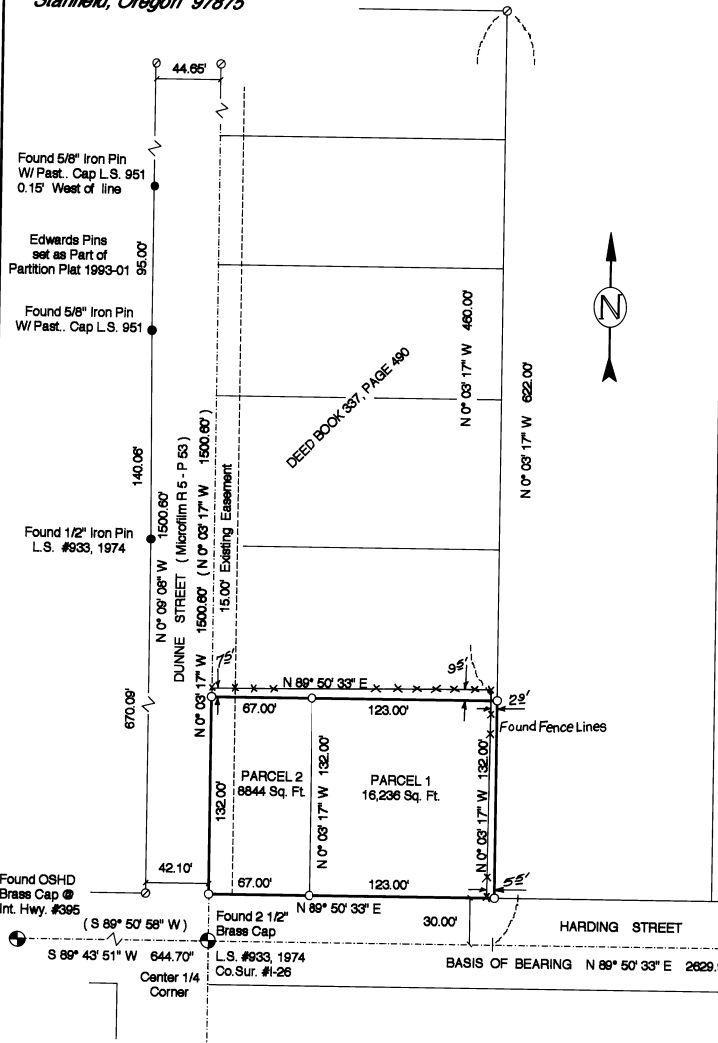 Stanfield, Oregon 97875
44.65'
Found 5/8" Iron Pin
W/ Past.. Cap L.S. 951
0.15' West of line
Edwards Pins
set as Part of
Partition Plat 1993-01
95.00'
Found 5/8" Iron Pin
W/ Past.. Cap L.S. 951
N
N 0° 03' 17" W 460.00'
N 0° 03' 17" W 622.00'
DEED BOOK 337, PAGE 490
140.06'
Found 1/2" Iron Pin
L.S. #933, 1974
N 0° 09' 08" W 1500.60'
DUNNE STREET ( Microfilm R 5 - P 53 )
N 0° 03' 17" W 1500.60' ( N 0° 03' 17" W 1500.60' )
15.00' Existing Easement
670.09'
7.5'
N 89° 50' 33" E
9.5'
2.9'
67.00'
123.00'
Found Fence Lines
132.00'
PARCEL 2
8844 Sq. Ft.
N 0° 03' 17" W 132.00'
PARCEL 1
16,236 Sq. Ft.
N 0° 03' 17" W 132.00'
42.10'
67.00'
123.00'
5.5'
N 89° 50' 33" E
Found OSHD
Brass Cap @
Int. Hwy. #395
( S 89° 50' 58" W )
Found 2 1/2"
Brass Cap
30.00'
HARDING STREET
S 89° 43' 51" W 644.70"
L.S. #933, 1974
Co.Sur. #I-26
BASIS OF BEARING N 89° 50' 33" E 2629.
Center 1/4
Corner